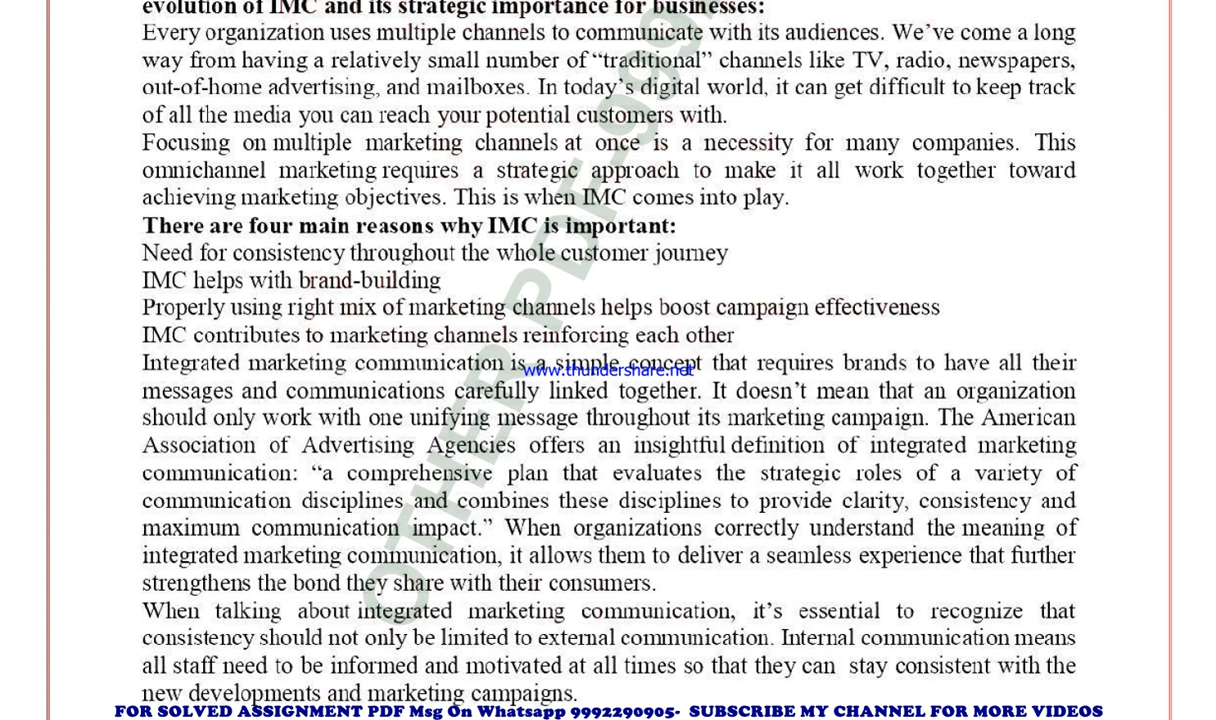 evolution of IMC and its strategic importance for businesses:
Every organization uses multiple channels to communicate with its audiences. We’ve come a long
way from having a relatively small number of “traditional” channels like TV, radio, newspapers,
out-of-home advertising, and mailboxes. In today’s digital world, it can get difficult to keep track
of all the media you can reach your potential customers with.
Focusing on multiple marketing channels at once is a necessity for many companies. This
omnichannel marketing requires a strategic approach to make it all work together toward
achieving marketing objectives. This is when IMC comes into play.
There are four main reasons why IMC is important:
Need for consistency throughout the whole customer journey
IMC helps with brand-building
Properly using right mix of marketing channels helps boost campaign effectiveness
IMC contributes to marketing channels reinforcing each other
Integrated marketing communication is a simple concept that requires brands to have all their
www.thundershare.net
messages and communications carefully linked together. It doesn’t mean that an organization
should only work with one unifying message throughout its marketing campaign. The American
Association of Advertising Agencies offers an insightful definition of integrated marketing
communication: “a comprehensive plan that evaluates the strategic roles of a variety of
communication disciplines and combines these disciplines to provide clarity, consistency and
maximum communication impact.” When organizations correctly understand the meaning of
integrated marketing communication, it allows them to deliver a seamless experience that further
strengthens the bond they share with their consumers.
When talking about integrated marketing communication, it’s essential to recognize that
consistency should not only be limited to external communication. Internal communication means
all staff need to be informed and motivated at all times so that they can stay consistent with the
new developments and marketing campaigns.
FOR SOLVED ASSIGNMENT PDF Msg On Whatsapp 9992290905- SUBSCRIBE MY CHANNEL FOR MORE VIDEOS
OTHER PDF-999